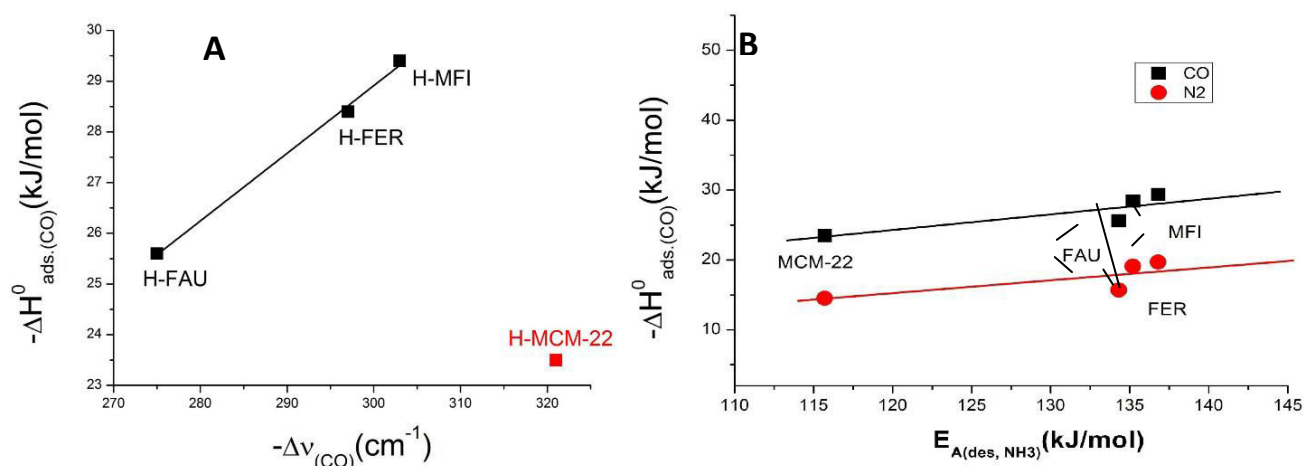 A
30
29
28
27
26
25
24
23
-ΔH⁰ads.(CO)(kJ/mol)
H-MFI
H-FER
H-FAU
H-MCM-22
270 280 290 300 310 320
-Δν(CO)(cm⁻¹)
B
50
40
30
20
10
-ΔH⁰ads.(CO)(kJ/mol)
CO
N2
MCM-22
FAU
MFI
FER
110 115 120 125 130 135 140 145
EA(des, NH3)(kJ/mol)